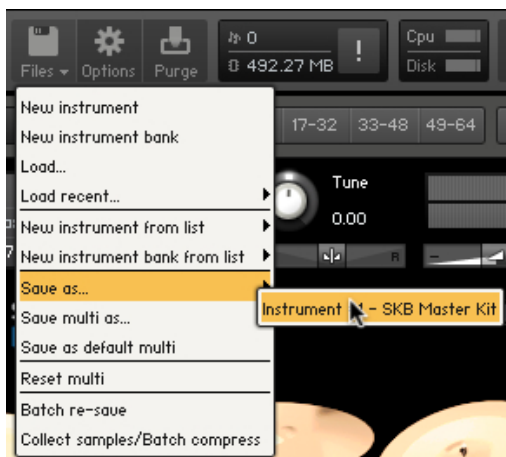 ♪ 0
Cpu
Files Options Purge
492.27 MB
!
Disk
New instrument
New instrument bank
17-32 33-48 49-64
Load...
Load recent...
Tune
0.00
New instrument from list
New instrument bank from list
R
Save as...
Instrument - SKB Master Kit
Save multi as...
Save as default multi
Reset multi
Batch re-save
Collect samples/Batch compress